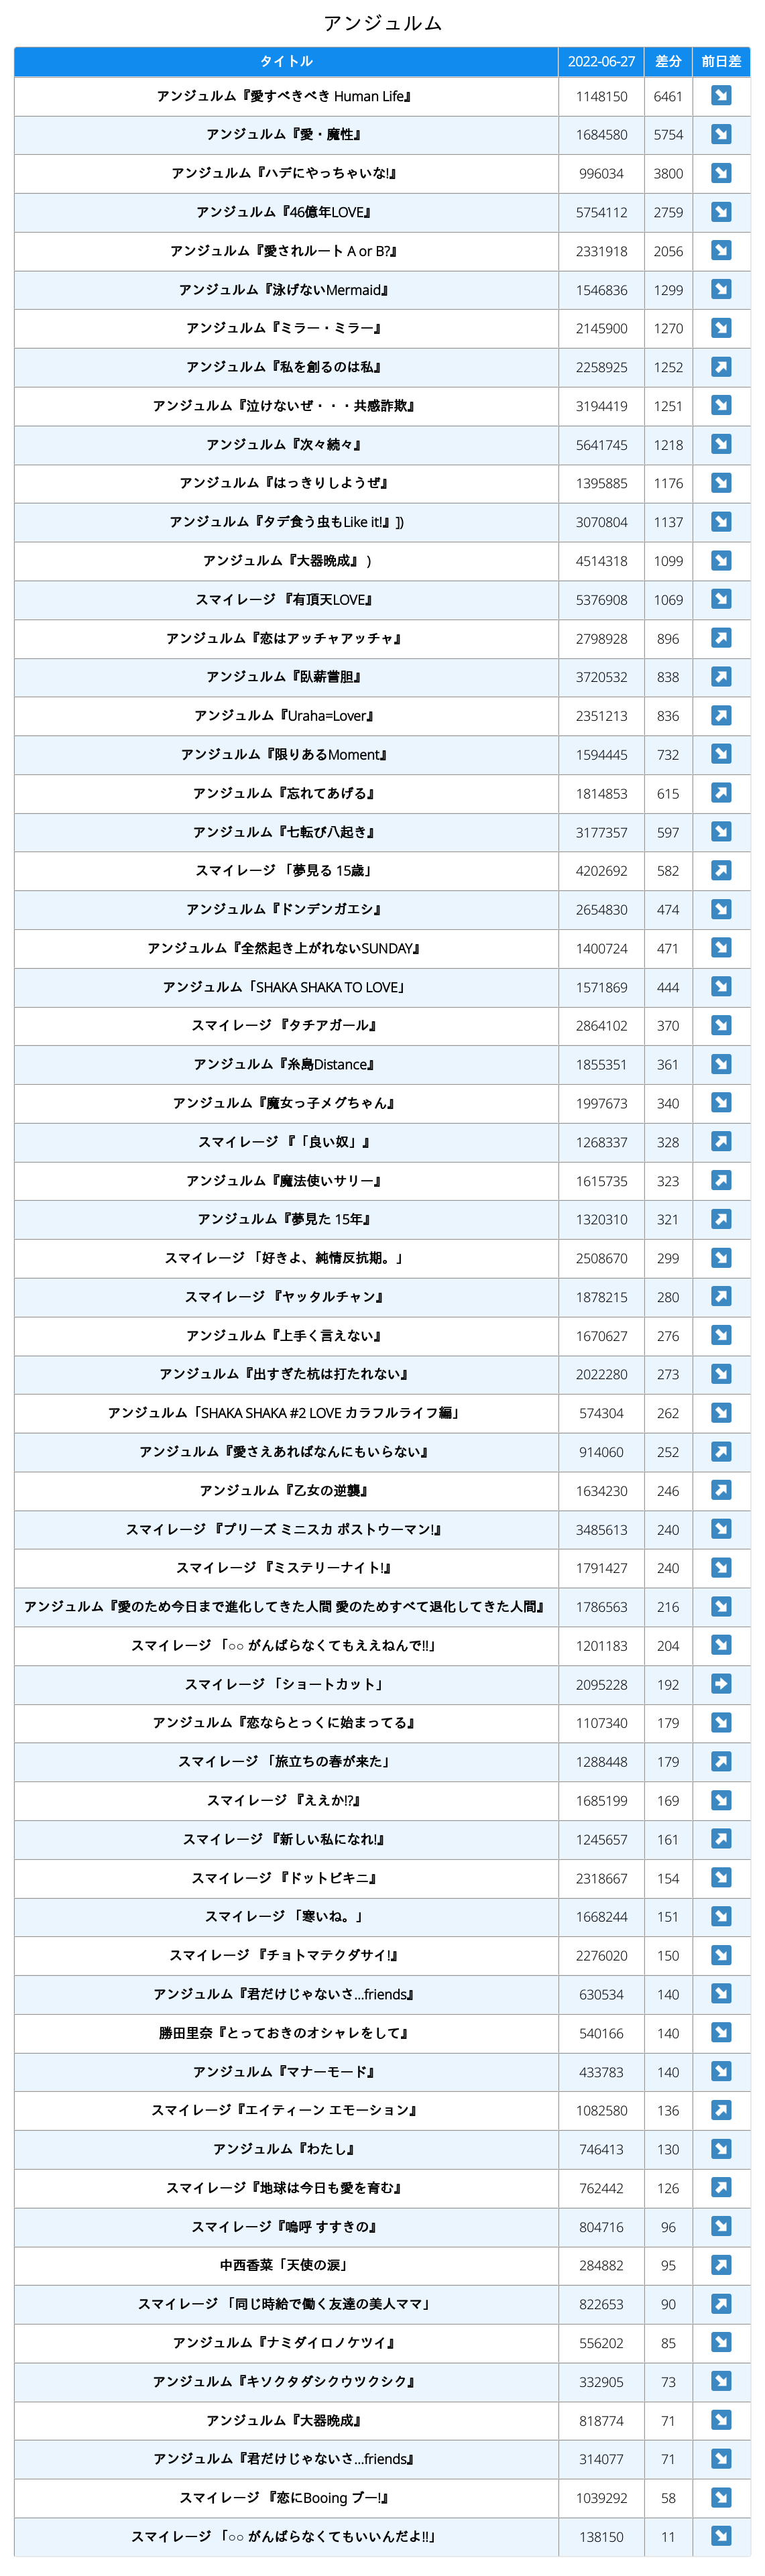 アンジュルム
タイトル 2022-06-27 差分 前日差
アンジュルム『愛すべきべき Human Life』 1148150 6461 ↘
アンジュルム『愛・魔性』 1684580 5754 ↘
アンジュルム『ハデにやっちゃいな!』 996034 3800 ↘
アンジュルム『46億年LOVE』 5754112 2759 ↘
アンジュルム『愛されルート A or B?』 2331918 2056 ↘
アンジュルム『泳げないMermaid』 1546836 1299 ↘
アンジュルム『ミラー・ミラー』 2145900 1270 ↘
アンジュルム『私を創るのは私』 2258925 1252 ↗
アンジュルム『泣けないぜ・・・共感詐欺』 3194419 1251 ↘
アンジュルム『次々続々』 5641745 1218 ↘
アンジュルム『はっきりしようぜ』 1395885 1176 ↘
アンジュルム『タデ食う虫もLike it!』]) 3070804 1137 ↘
アンジュルム『大器晩成』 ) 4514318 1099 ↘
スマイレージ 『有頂天LOVE』 5376908 1069 ↘
アンジュルム『恋はアッチャアッチャ』 2798928 896 ↗
アンジュルム『臥薪嘗胆』 3720532 838 ↗
アンジュルム『Uraha=Lover』 2351213 836 ↗
アンジュルム『限りあるMoment』 1594445 732 ↘
アンジュルム『忘れてあげる』 1814853 615 ↗
アンジュルム『七転び八起き』 3177357 597 ↘
スマイレージ 「夢見る 15歳」 4202692 582 ↗
アンジュルム『ドンデンガエシ』 2654830 474 ↘
アンジュルム『全然起き上がれないSUNDAY』 1400724 471 ↘
アンジュルム「SHAKA SHAKA TO LOVE」 1571869 444 ↘
スマイレージ 『タチアガール』 2864102 370 ↘
アンジュルム『糸島Distance』 1855351 361 ↘
アンジュルム『魔女っ子メグちゃん』 1997673 340 ↘
スマイレージ 『「良い奴」』 1268337 328 ↗
アンジュルム『魔法使いサリー』 1615735 323 ↗
アンジュルム『夢見た 15年』 1320310 321 ↗
スマイレージ 「好きよ、純情反抗期。」 2508670 299 ↘
スマイレージ 『ヤッタルチャン』 1878215 280 ↗
アンジュルム『上手く言えない』 1670627 276 ↘
アンジュルム『出すぎた杭は打たれない』 2022280 273 ↘
アンジュルム「SHAKA SHAKA #2 LOVE カラフルライフ編」 574304 262 ↘
アンジュルム『愛さえあればなんにもいらない』 914060 252 ↗
アンジュルム『乙女の逆襲』 1634230 246 ↗
スマイレージ 『プリーズ ミニスカ ポストウーマン!』 3485613 240 ↘
スマイレージ 『ミステリーナイト!』 1791427 240 ↘
アンジュルム『愛のため今日まで進化してきた人間 愛のためすべて退化してきた人間』 1786563 216 ↘
スマイレージ 「○○ がんばらなくてもええねんで!!」 1201183 204 ↘
スマイレージ 「ショートカット」 2095228 192 ➡
アンジュルム『恋ならとっくに始まってる』 1107340 179 ↘
スマイレージ 「旅立ちの春が来た」 1288448 179 ↗
スマイレージ 『ええか!?』 1685199 169 ↘
スマイレージ 『新しい私になれ!』 1245657 161 ↗
スマイレージ 『ドットビキニ』 2318667 154 ↘
スマイレージ 「寒いね。」 1668244 151 ↘
スマイレージ 『チョトマテクダサイ!』 2276020 150 ↘
アンジュルム『君だけじゃないさ...friends』 630534 140 ↘
勝田里奈『とっておきのオシャレをして』 540166 140 ↘
アンジュルム『マナーモード』 433783 140 ↘
スマイレージ『エイティーン エモーション』 1082580 136 ↗
アンジュルム『わたし』 746413 130 ↘
スマイレージ『地球は今日も愛を育む』 762442 126 ↗
スマイレージ『嗚呼 すすきの』 804716 96 ↘
中西香菜「天使の涙」 284882 95 ↗
スマイレージ 「同じ時給で働く友達の美人ママ」 822653 90 ↗
アンジュルム『ナミダイロノケツイ』 556202 85 ↘
アンジュルム『キソクタダシクウツクシク』 332905 73 ↘
アンジュルム『大器晩成』 818774 71 ↘
アンジュルム『君だけじゃないさ...friends』 314077 71 ↘
スマイレージ 『恋にBooing ブー!』 1039292 58 ↘
スマイレージ 「○○ がんばらなくてもいいんだよ!!」 138150 11 ↘